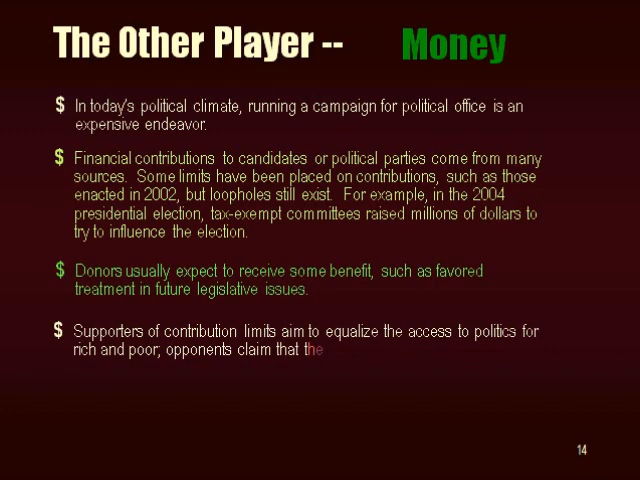 The Other Player -- Money
$ In today's political climate, running a campaign for political office is an
expensive endeavor.
$ Financial contributions to candidates or political parties come from many
sources. Some limits have been placed on contributions, such as those
enacted in 2002, but loopholes still exist. For example, in the 2004
presidential election, tax-exempt committees raised millions of dollars to
try to influence the election.
$ Donors usually expect to receive some benefit, such as favored
treatment in future legislative issues.
$ Supporters of contribution limits aim to equalize the access to politics for
rich and poor; opponents claim that the
14